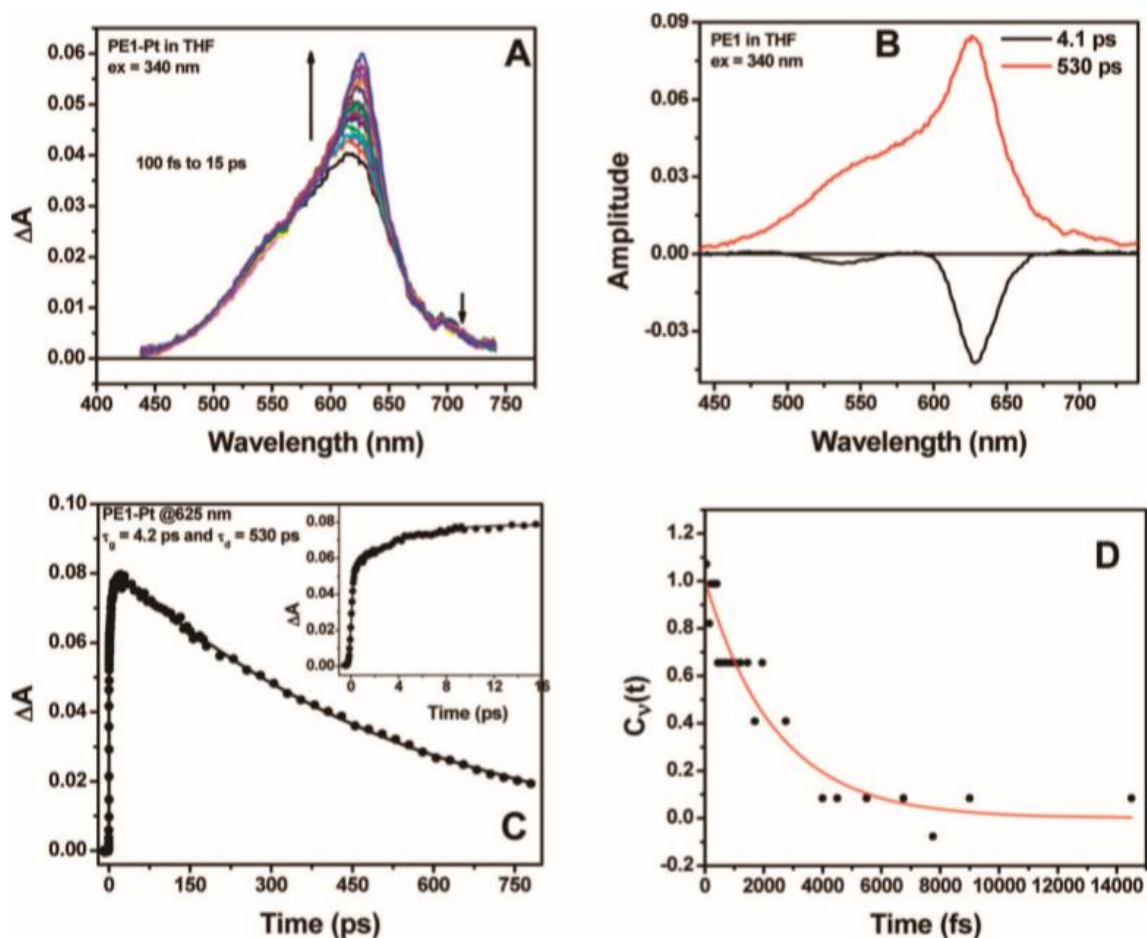 PE1-Pt in THF
ex = 340 nm
A
100 fs to 15 ps
0.06
0.05
0.04
0.03
0.02
0.01
0.00
ΔA
400 450 500 550 600 650 700 750
Wavelength (nm)
PE1 in THF
ex = 340 nm
B
4.1 ps
530 ps
0.09
0.06
0.03
0.00
-0.03
Amplitude
450 500 550 600 650 700
Wavelength (nm)
PE1-Pt @625 nm
τg = 4.2 ps and τd = 530 ps
0.10
0.08
0.06
0.04
0.02
0.00
ΔA
0 150 300 450 600 750
Time (ps)
C
0.08
0.06
0.04
0.02
0.00
ΔA
0 4 8 12 16
Time (ps)
D
1.2
1.0
0.8
0.6
0.4
0.2
0.0
-0.2
Cν(t)
0 2000 4000 6000 8000 10000 12000 14000
Time (fs)